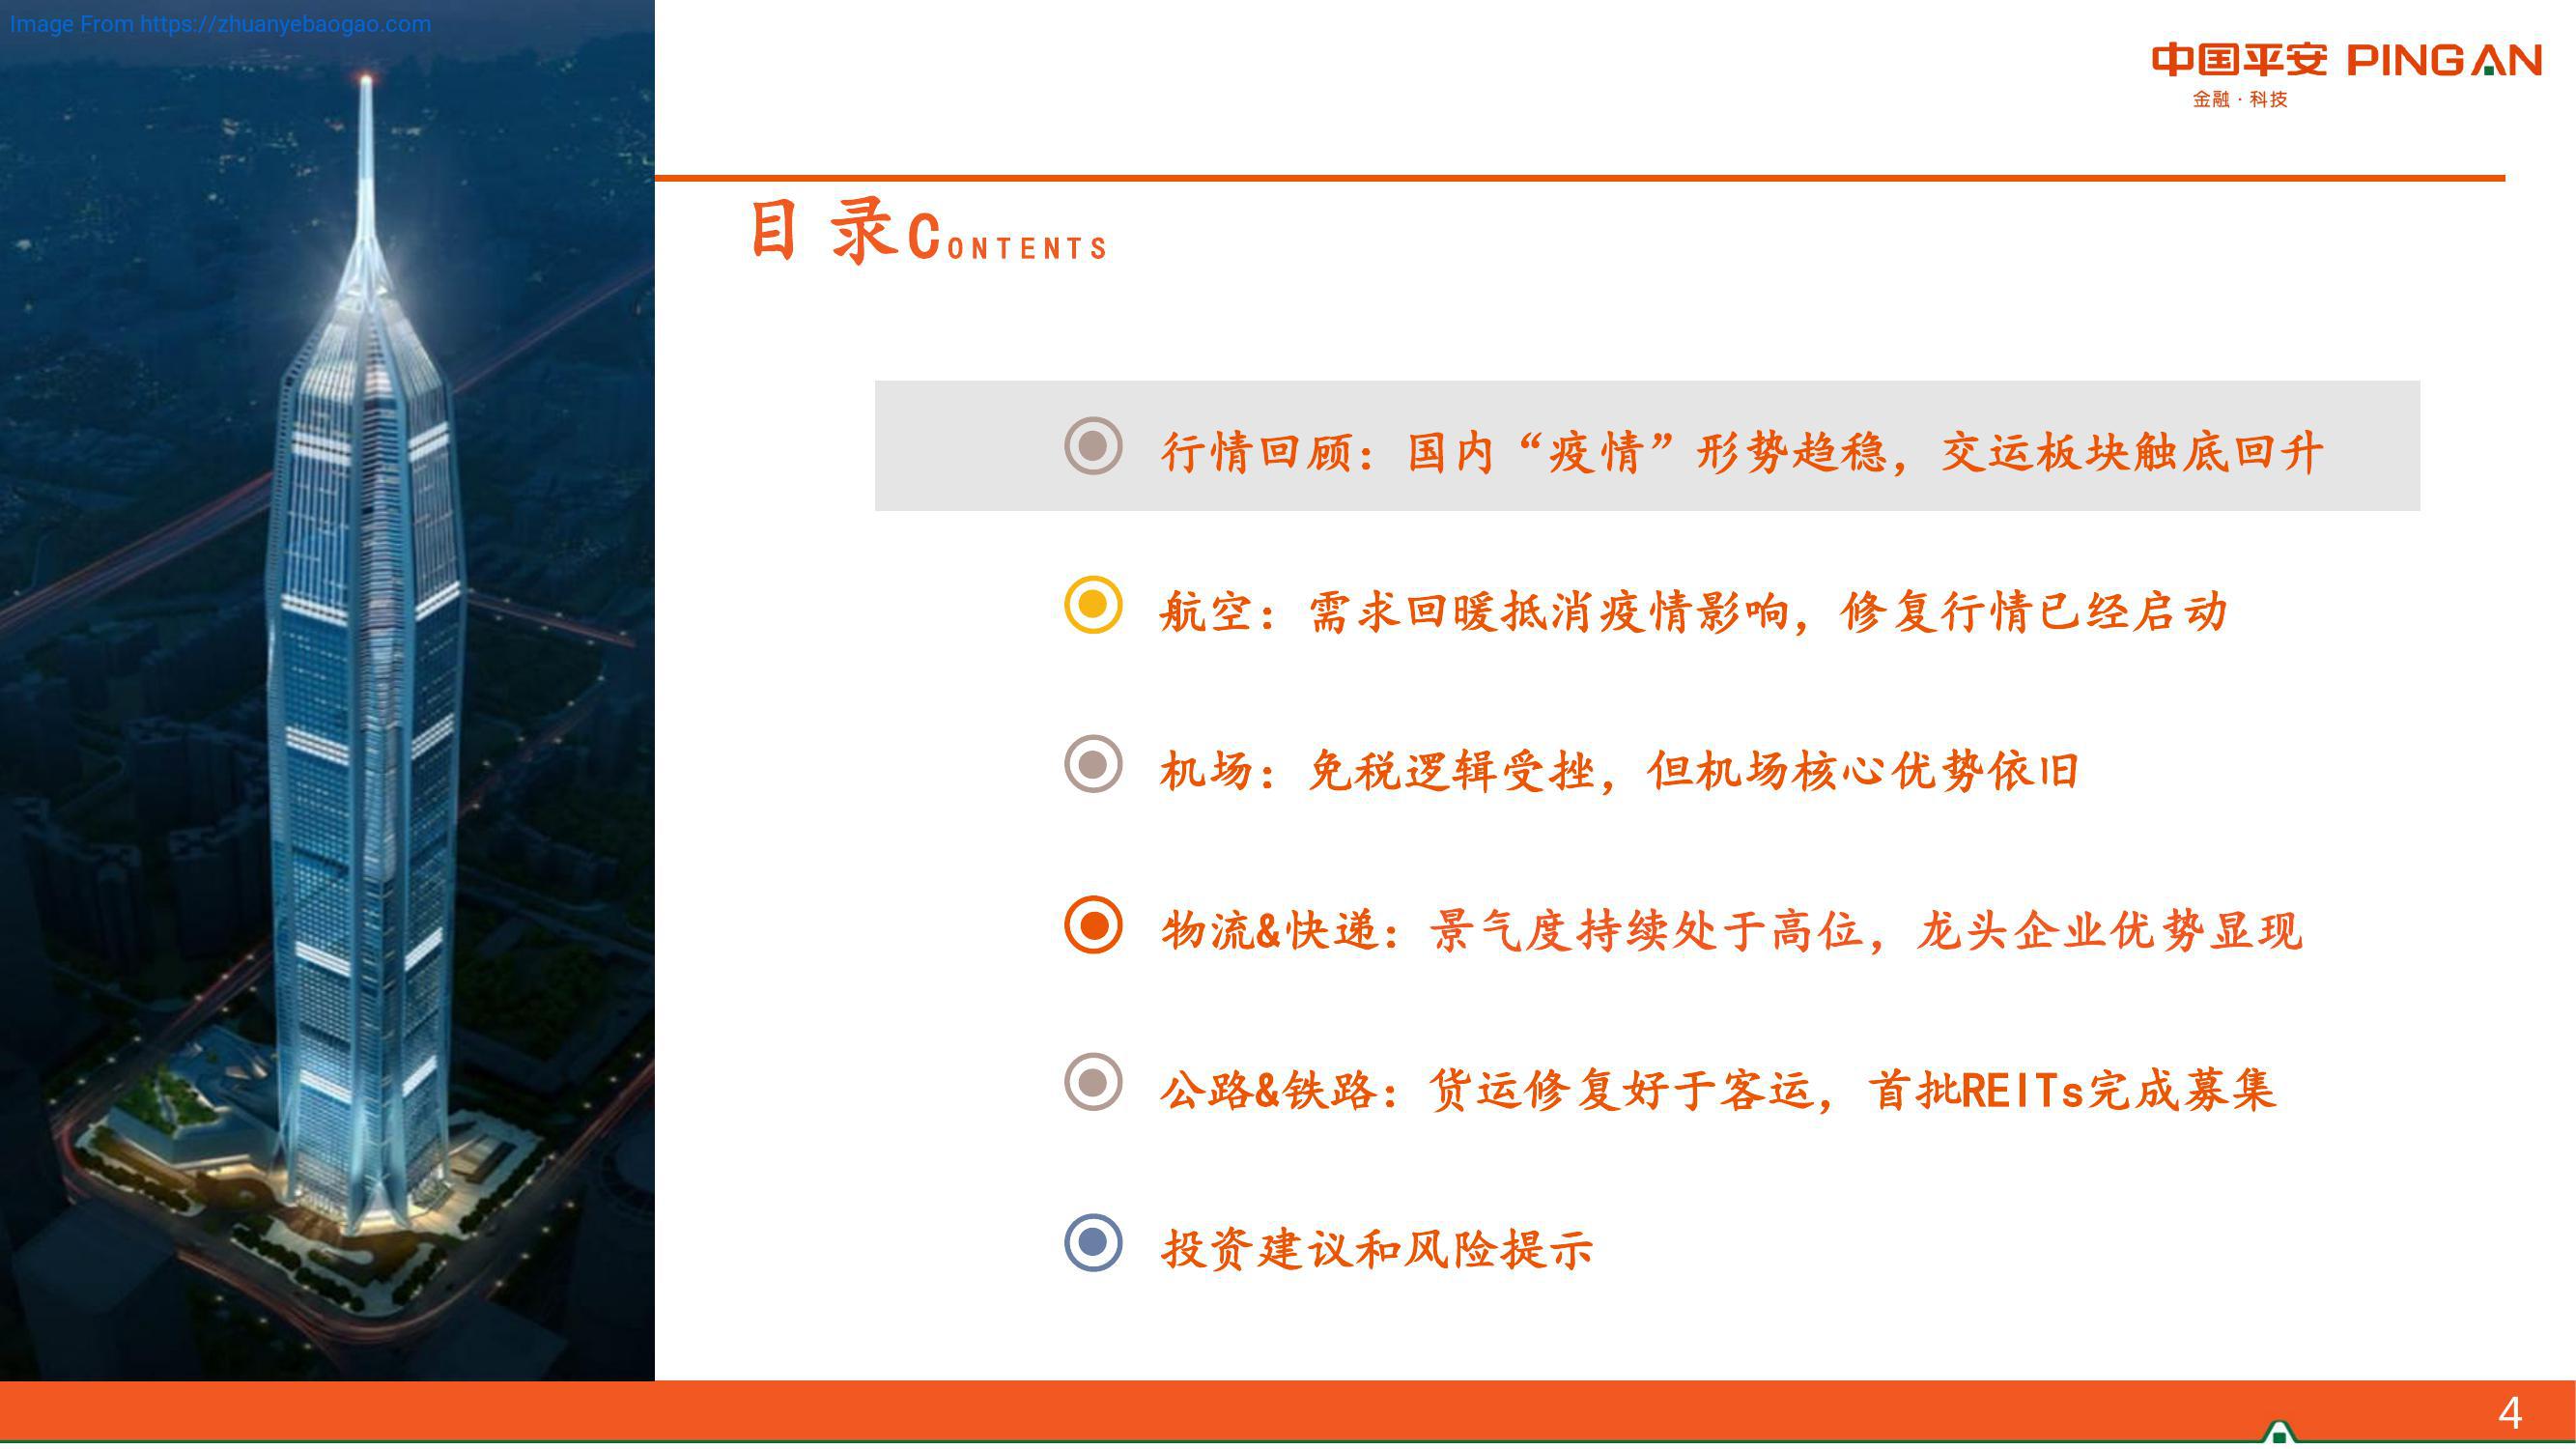 Image From https://zhuanyebaogao.com
中国平安 PINGAN
金融·科技
目 录CONTENTS
行情回顾：国内“疫情”形势趋稳，交运板块触底回升
航空：需求回暖抵消疫情影响，修复行情已经启动
机场：免税逻辑受挫，但机场核心优势依旧
物流&快递：景气度持续处于高位，龙头企业优势显现
公路&铁路：货运修复好于客运，首批REITs完成募集
投资建议和风险提示
4